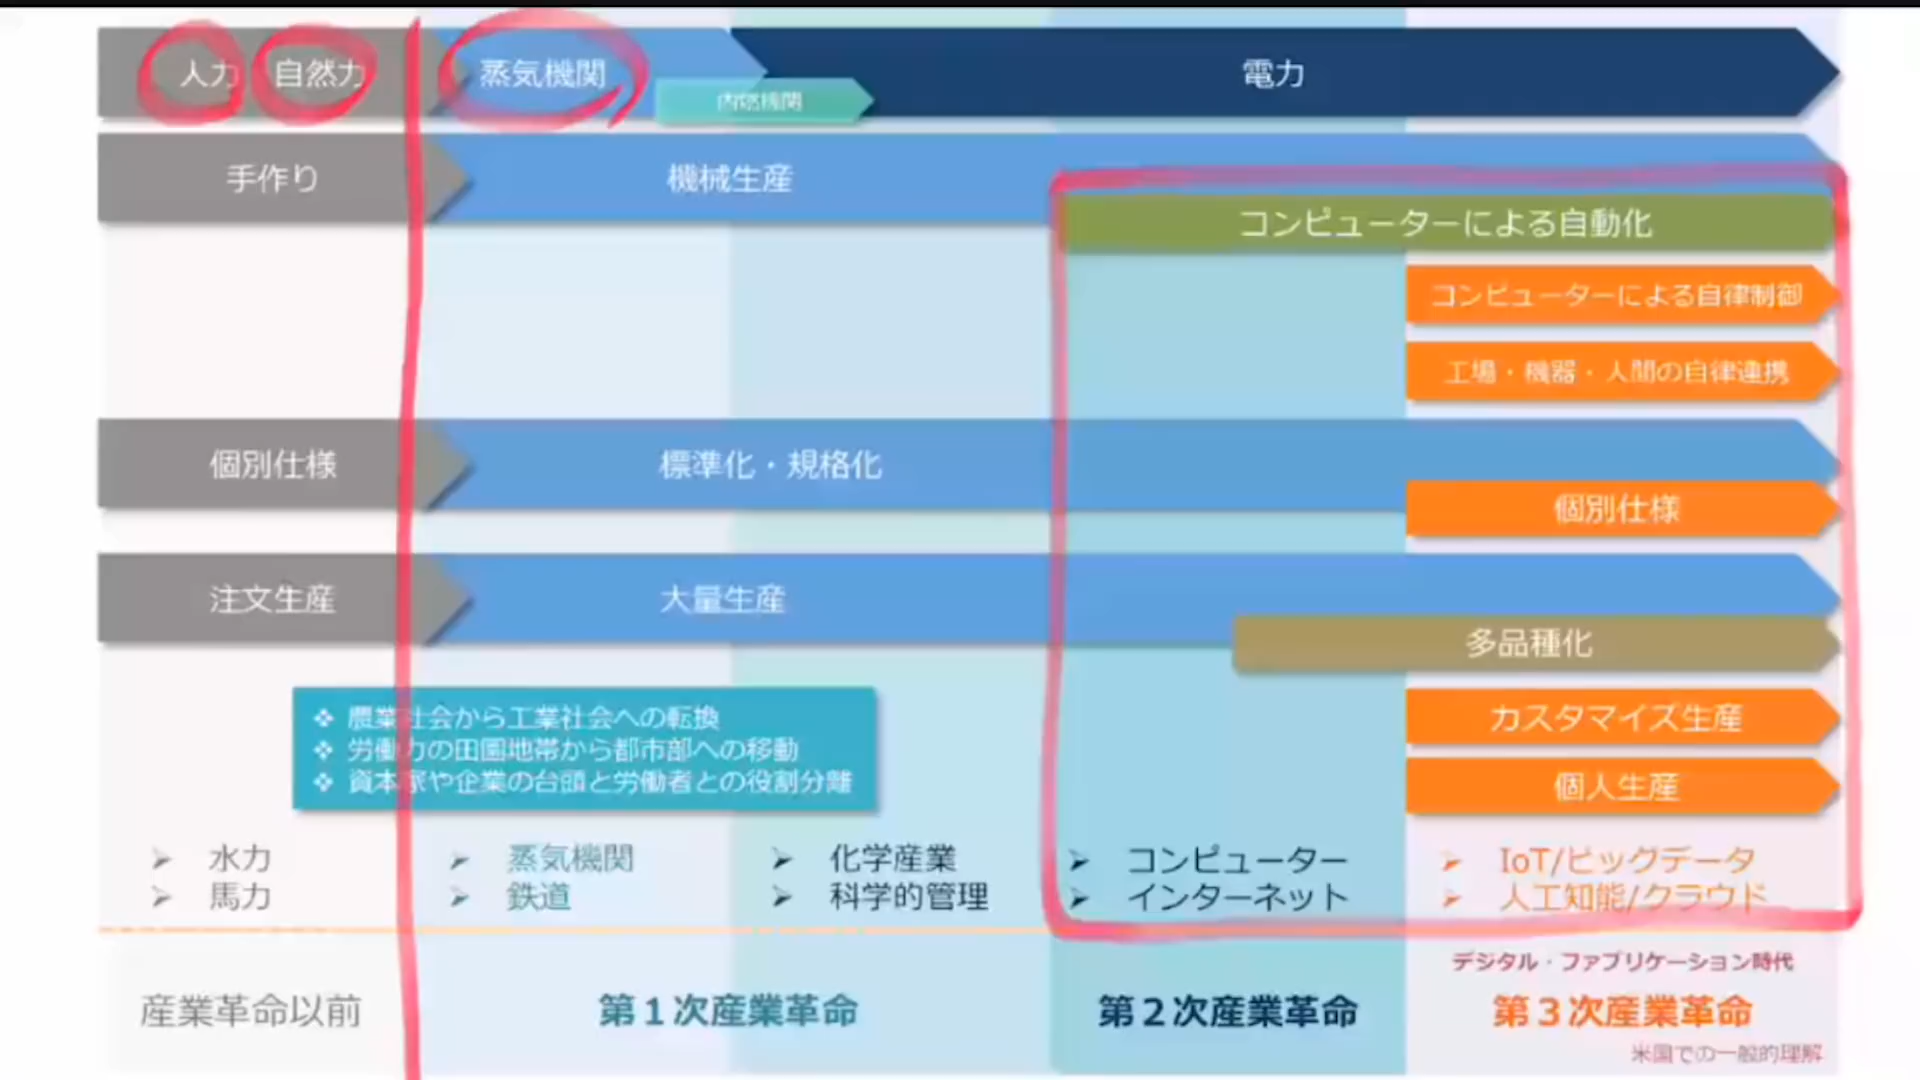 人力
自然力
蒸気機関
内燃機関
電力
手作り
機械生産
コンピューターによる自動化
コンピューターによる自律制御
工場・機器・人間の自律連携
個別仕様
標準化・規格化
個別仕様
注文生産
大量生産
多品種化
カスタマイズ生産
個人生産
❖ 農業社会から工業社会への転換
❖ 労働力の田園地帯から都市部への移動
❖ 資本家や企業の台頭と労働者との役割分離
➢ 水力
➢ 馬力
➢ 蒸気機関
➢ 鉄道
➢ 化学産業
➢ 科学的管理
➢ コンピューター
➢ インターネット
➢ IoT/ビッグデータ
➢ 人工知能/クラウド
産業革命以前
第1次産業革命
第2次産業革命
デジタル・ファブリケーション時代
第3次産業革命
米国での一般的理解